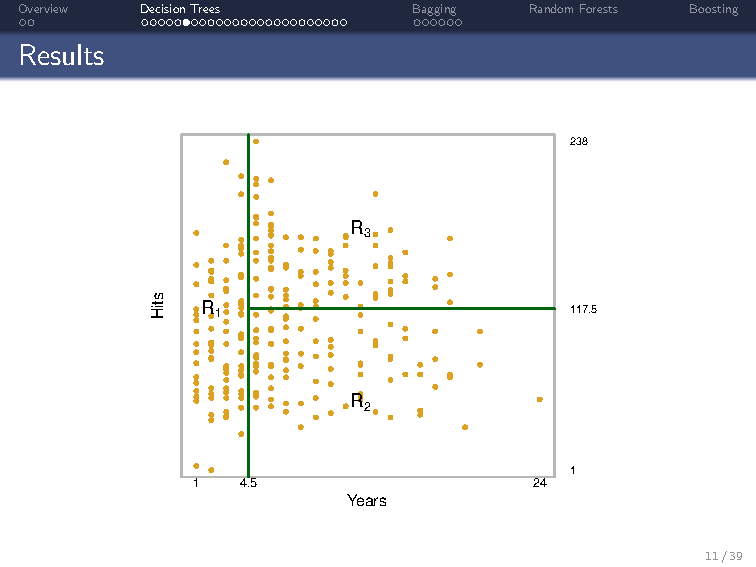 Overview Decision Trees Bagging Random Forests Boosting
Results
238
R3
Hits
R1
117.5
R2
1
1 4.5 24
Years
11 / 39